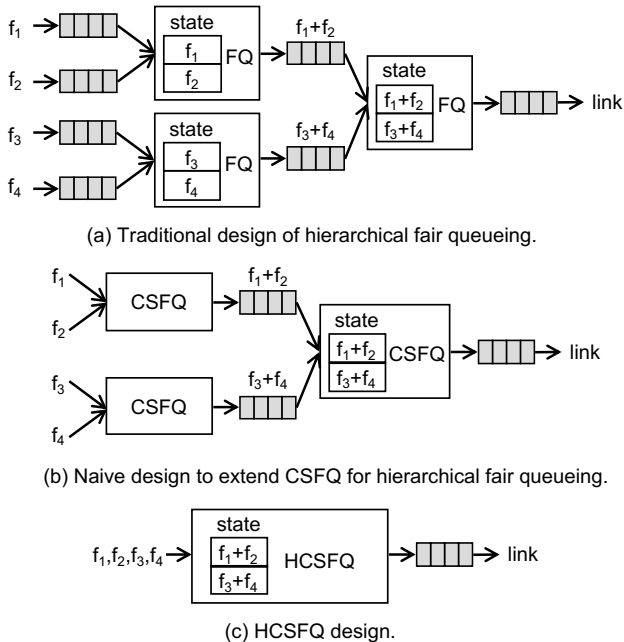 f1
f2
state
f1
f2
FQ
f1+f2
f3
f4
state
f3
f4
FQ
f3+f4
state
f1+f2
f3+f4
FQ
link
(a) Traditional design of hierarchical fair queueing.
f1
f2
CSFQ
f1+f2
f3
f4
CSFQ
f3+f4
state
f1+f2
f3+f4
CSFQ
link
(b) Naive design to extend CSFQ for hierarchical fair queueing.
f1,f2,f3,f4
state
f1+f2
f3+f4
HCSFQ
link
(c) HCSFQ design.